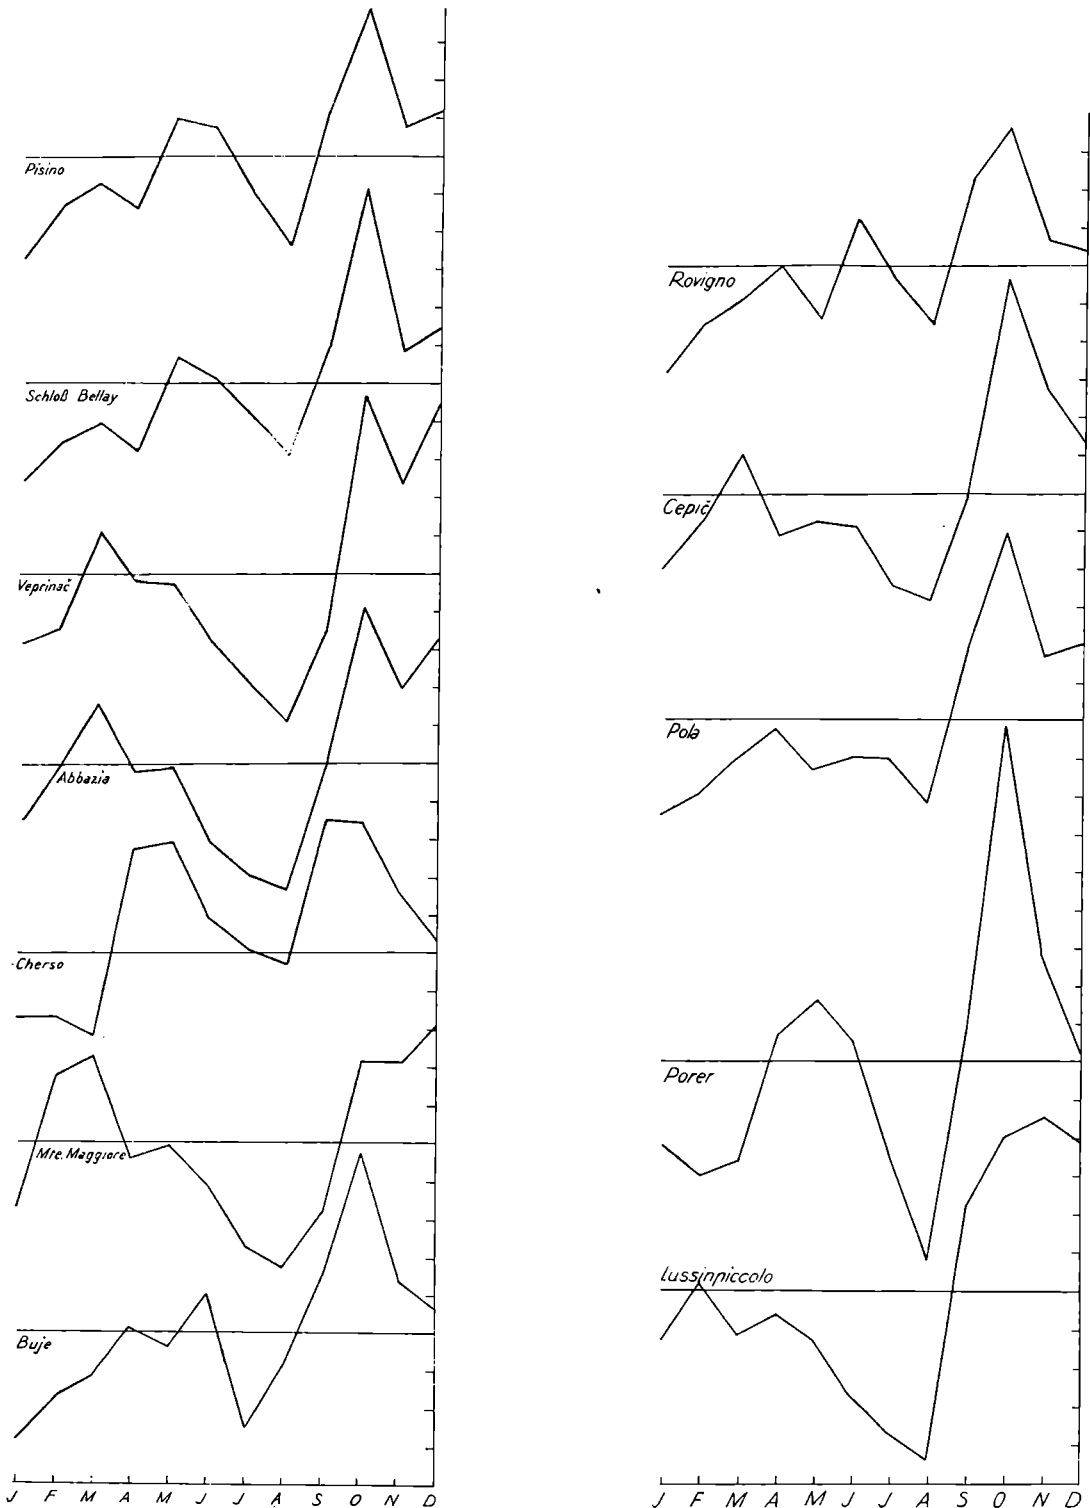 Pisino
Schloß Bellay
Veprinač
Abbazia
Cherso
Mte. Maggiore
Buje
J F M A M J J A S O N D
Rovigno
Cepič
Pola
Porer
Lussinpiccolo
J F M A M J J A S O N D